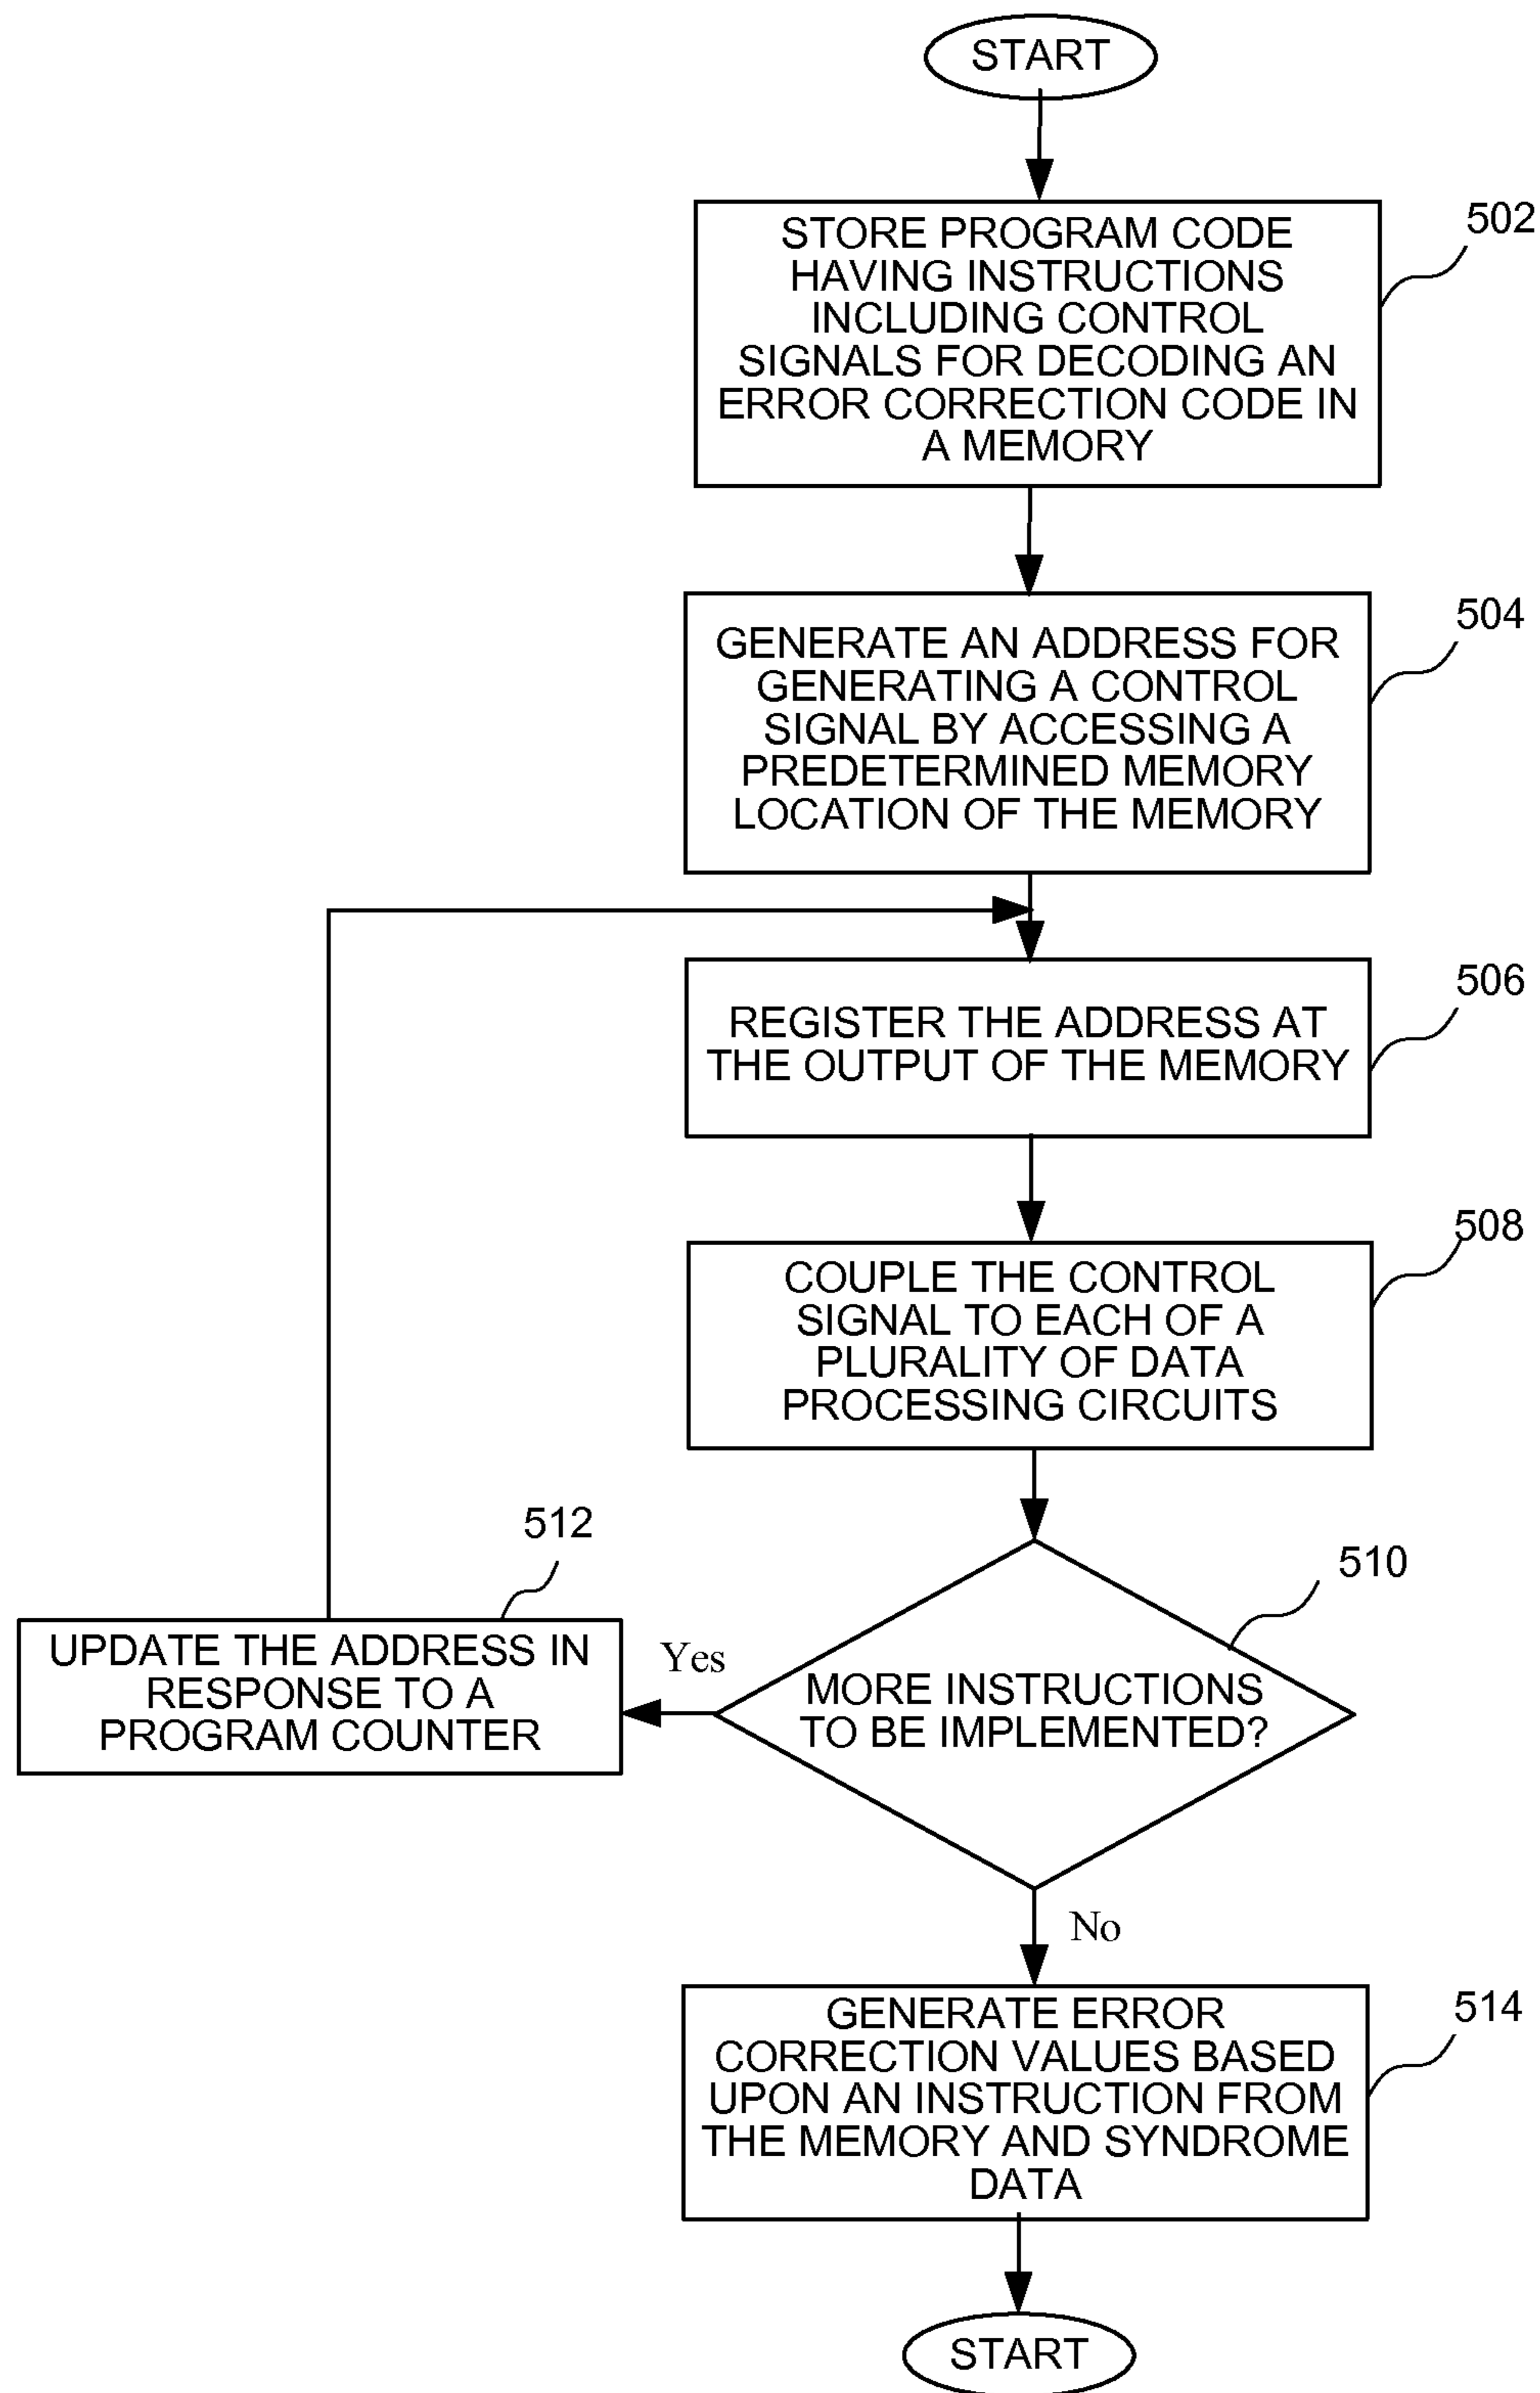 START
STORE PROGRAM CODE
HAVING INSTRUCTIONS
INCLUDING CONTROL
SIGNALS FOR DECODING AN
ERROR CORRECTION CODE IN
A MEMORY
502
GENERATE AN ADDRESS FOR
GENERATING A CONTROL
SIGNAL BY ACCESSING A
PREDETERMINED MEMORY
LOCATION OF THE MEMORY
504
REGISTER THE ADDRESS AT
THE OUTPUT OF THE MEMORY
506
COUPLE THE CONTROL
SIGNAL TO EACH OF A
PLURALITY OF DATA
PROCESSING CIRCUITS
508
MORE INSTRUCTIONS
TO BE IMPLEMENTED?
510
Yes
UPDATE THE ADDRESS IN
RESPONSE TO A
PROGRAM COUNTER
512
No
GENERATE ERROR
CORRECTION VALUES BASED
UPON AN INSTRUCTION FROM
THE MEMORY AND SYNDROME
DATA
514
START